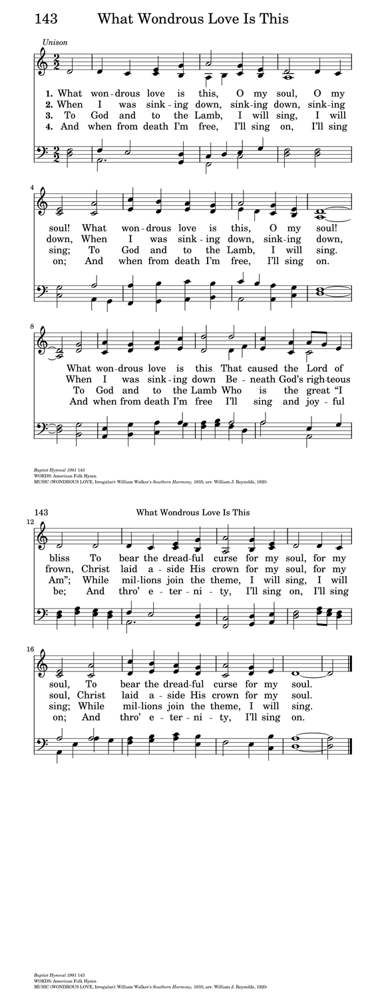 143 What Wondrous Love Is This
Unison
1. What won-drous love is this, O my soul, O my
2. When I was sink-ing down, sink-ing down, sink-ing
3. To God and to the Lamb, I will sing, I will
4. And when from death I'm free, I'll sing on, I'll sing
4
soul! What won-drous love is this, O my soul!
down, When I was sink-ing down, sink-ing down,
sing; To God and to the Lamb, I will sing.
on; And when from death I'm free, I'll sing on.
8
What won-drous love is this That caused the Lord of
When I was sink-ing down Be-neath God's righ-teous
To God and to the Lamb Who is the great “I
And when from death I'm free I'll sing and joy-ful
Baptist Hymnal 1991 143
WORDS: American Folk Hymn
MUSIC (WONDROUS LOVE, Irregular): William Walker's Southern Harmony, 1835; arr. William J. Reynolds, 1920-
143 What Wondrous Love Is This
12
bliss To bear the dread-ful curse for my soul, for my
frown, Christ laid a-side His crown for my soul, for my
Am”; While mil-lions join the theme, I will sing, I will
be; And thro' e-ter-ni-ty, I'll sing on, I'll sing
16
soul, To bear the dread-ful curse for my soul.
soul, Christ laid a-side His crown for my soul.
sing; While mil-lions join the theme, I will sing.
on; And thro' e-ter-ni-ty, I'll sing on.
Baptist Hymnal 1991 143
WORDS: American Folk Hymn
MUSIC (WONDROUS LOVE, Irregular): William Walker's Southern Harmony, 1835; arr. William J. Reynolds, 1920-